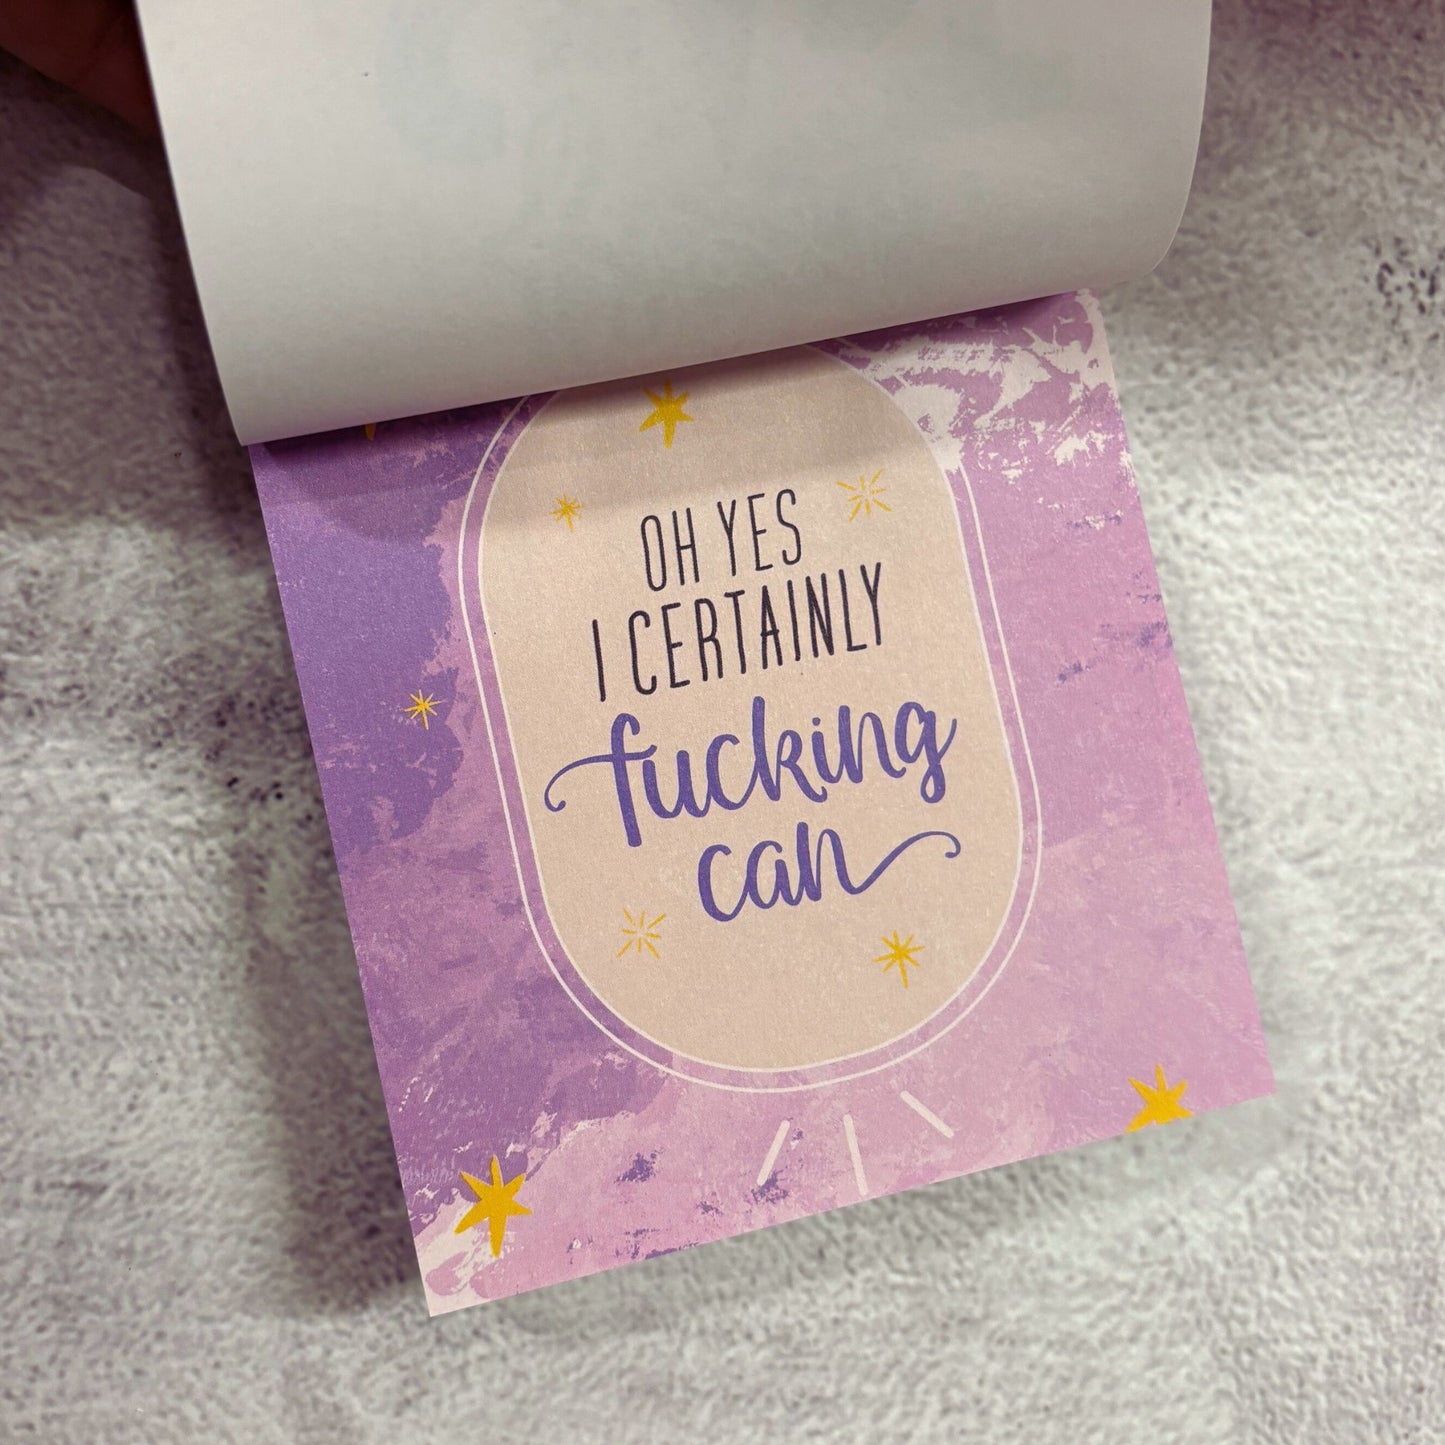 OH YES
I CERTAINLY
fucking
can